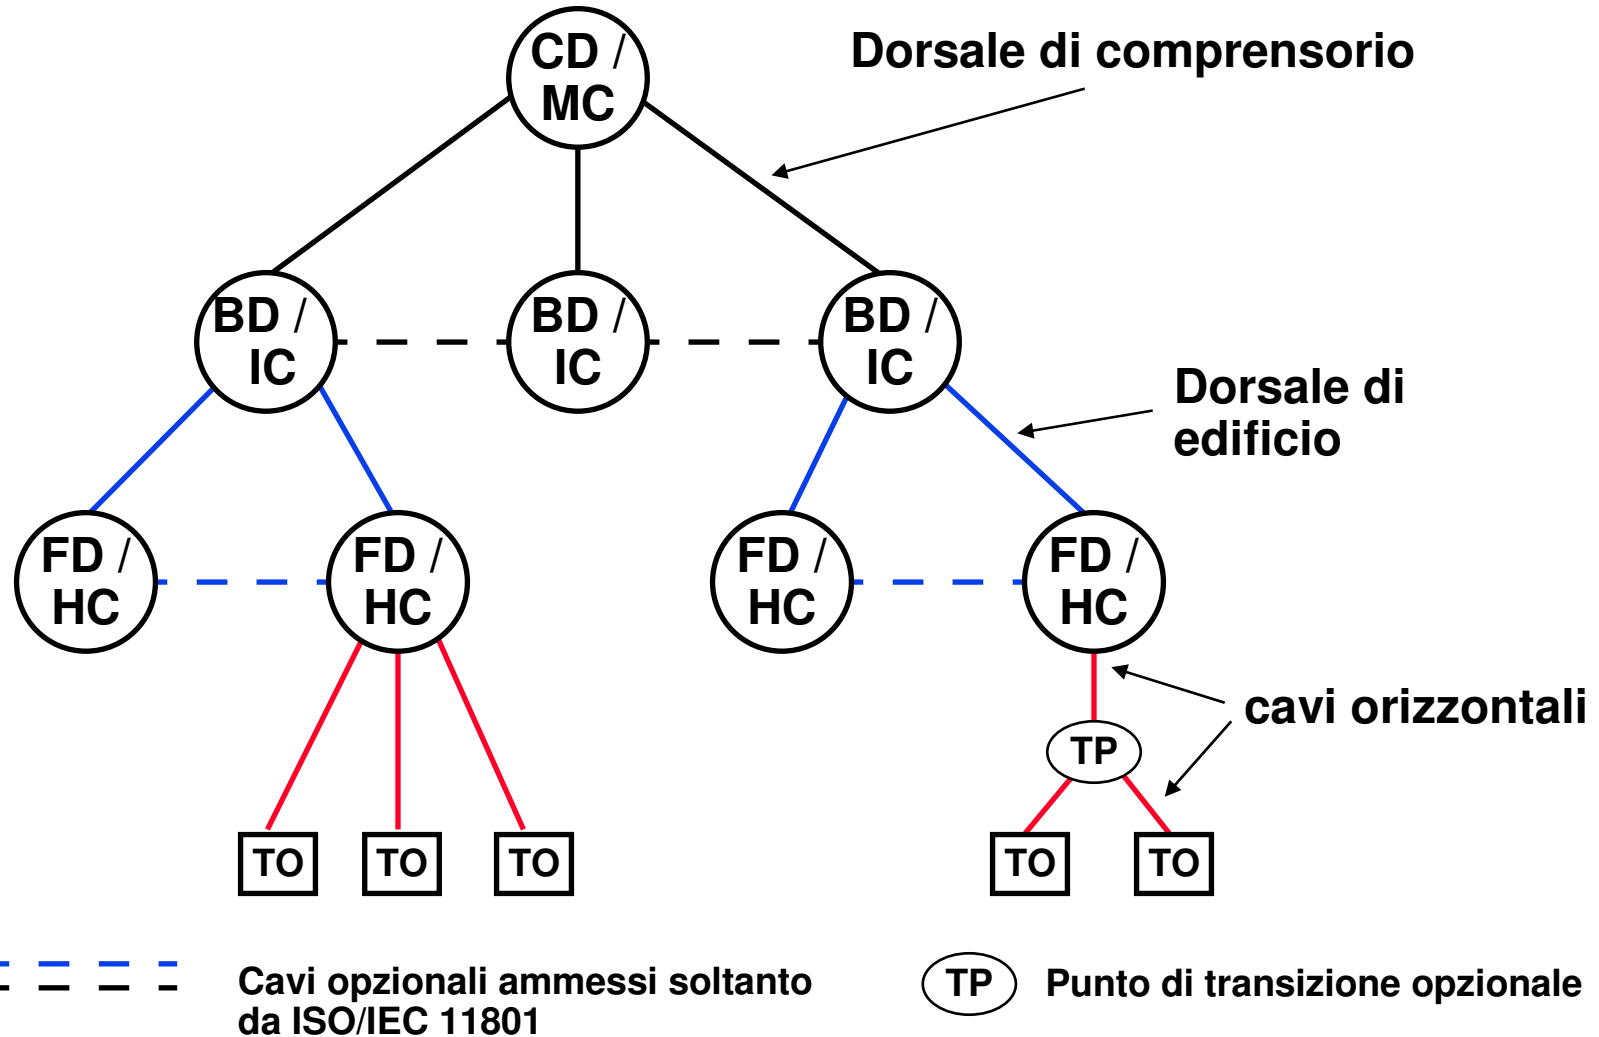 CD /
MC
Dorsale di comprensorio
BD /
IC
BD /
IC
BD /
IC
Dorsale di
edificio
FD /
HC
FD /
HC
FD /
HC
FD /
HC
cavi orizzontali
TP
TO
TO
TO
TO
TO
Cavi opzionali ammessi soltanto
da ISO/IEC 11801
TP
Punto di transizione opzionale